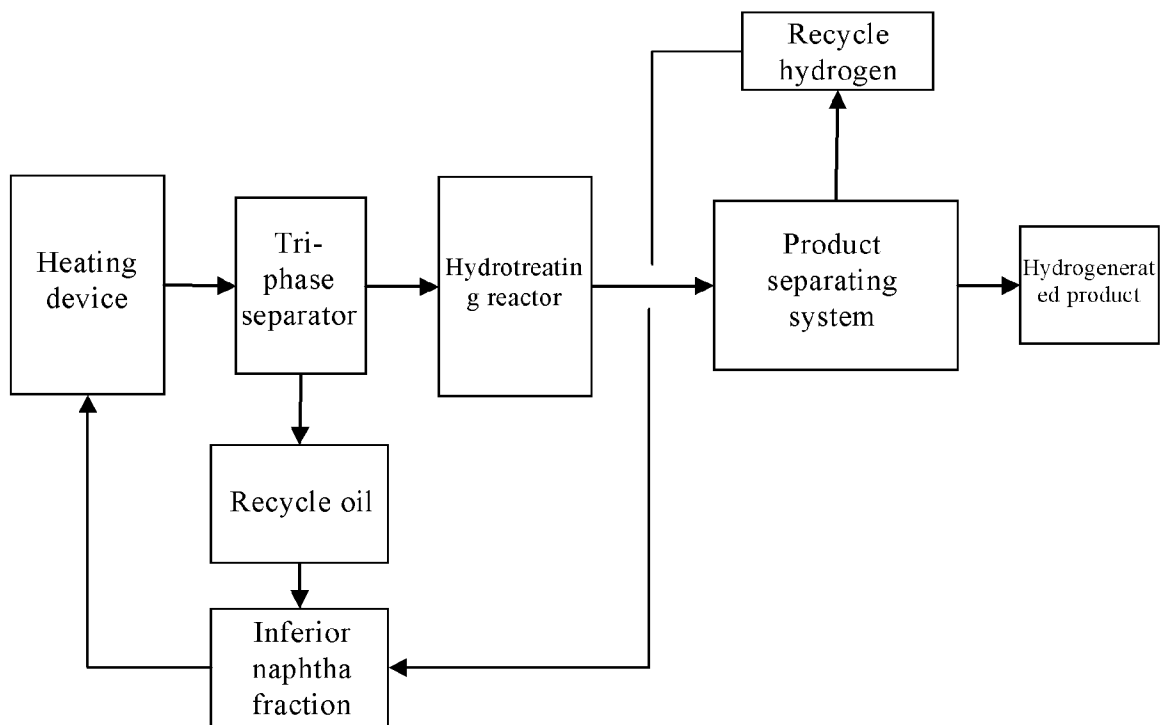 Recycle
hydrogen
Heating
device
Tri-
phase
separator
Hydrotreatin
g reactor
Product
separating
system
Hydrogenerat
ed product
Recycle oil
Inferior
naphtha
fraction